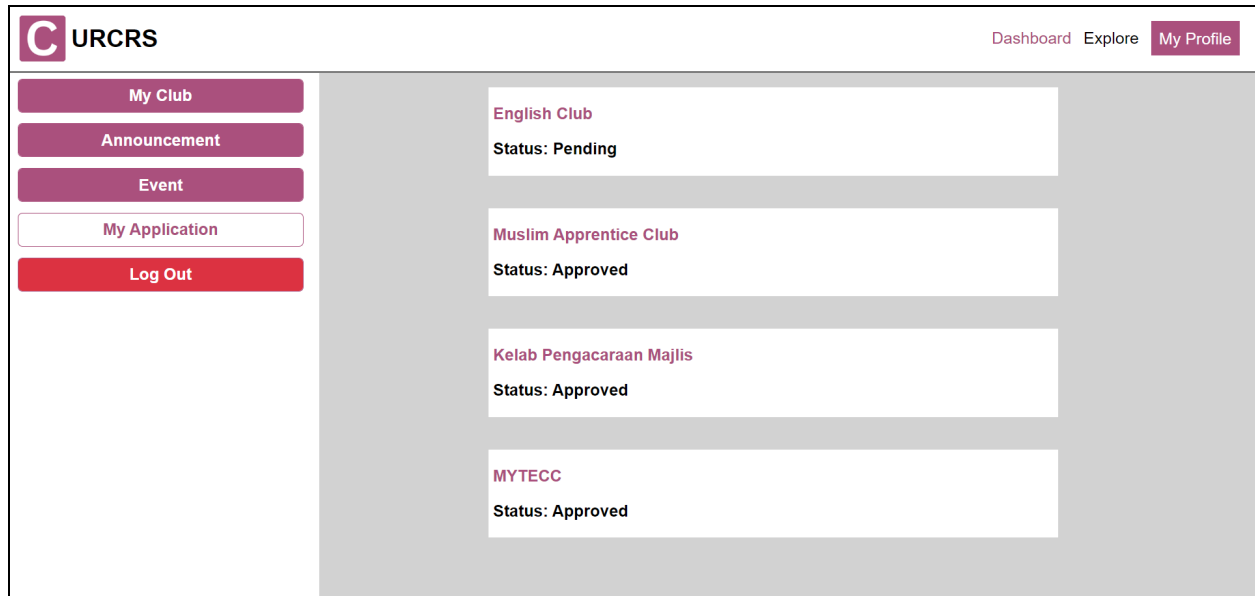 C URCRS
Dashboard Explore My Profile
My Club
Announcement
Event
My Application
Log Out
English Club
Status: Pending
Muslim Apprentice Club
Status: Approved
Kelab Pengacaraan Majlis
Status: Approved
MYTECC
Status: Approved